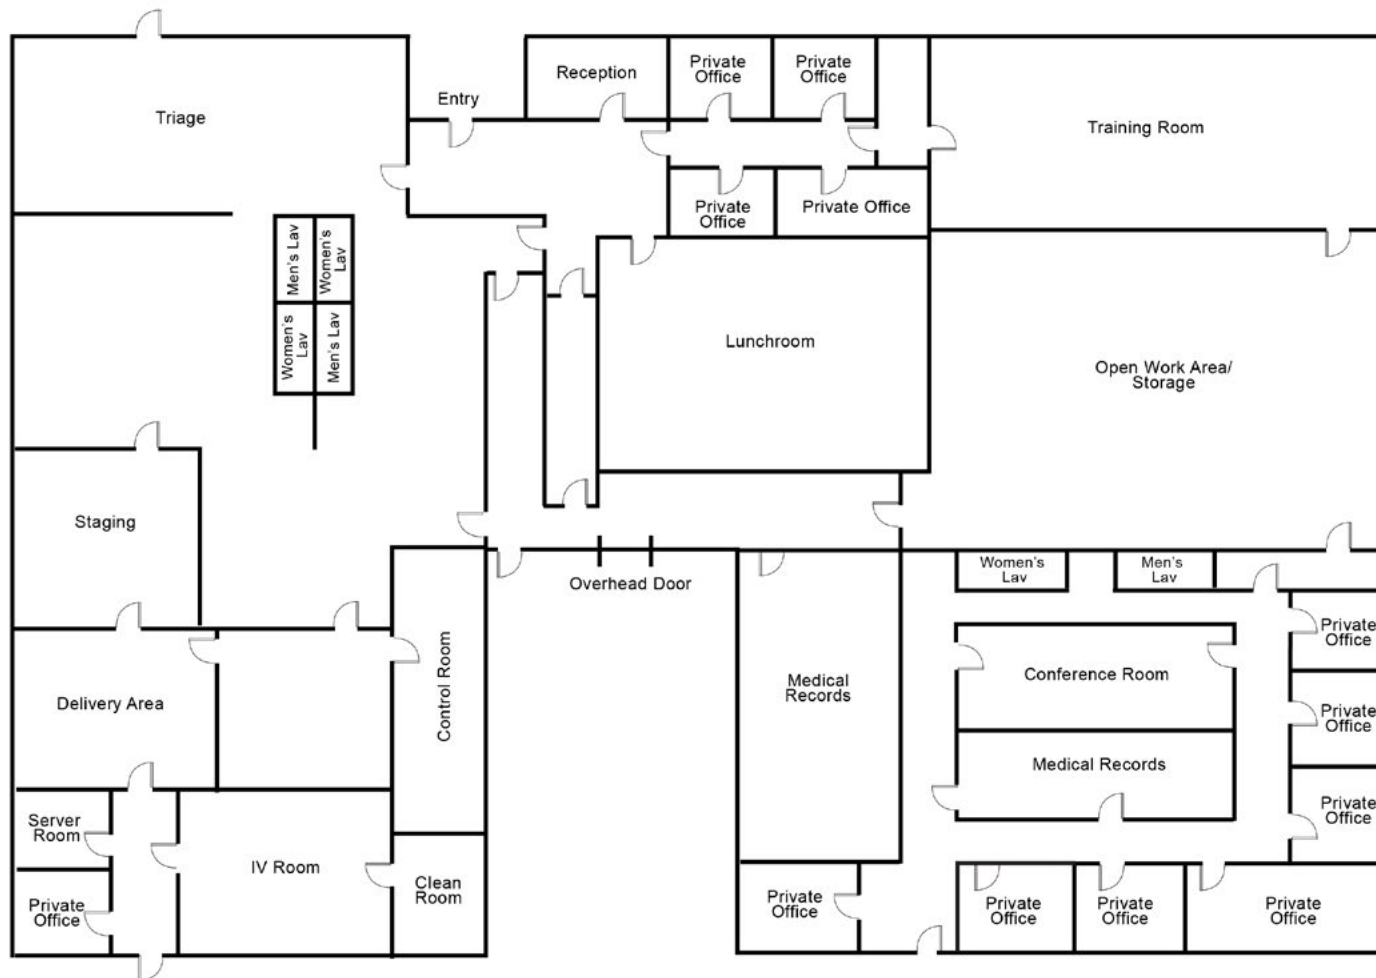 Triage
Entry
Reception
Private
Office
Private
Office
Training Room
Private
Office
Private Office
Men's Lav
Women's
Lav
Women's
Lav
Men's Lav
Lunchroom
Open Work Area/
Storage
Staging
Overhead Door
Women's
Lav
Men's
Lav
Private
Office
Control Room
Medical
Records
Conference Room
Delivery Area
Private
Office
Medical Records
Private
Office
Server
Room
IV Room
Clean
Room
Private
Office
Private
Office
Private
Office
Private
Office
Private
Office